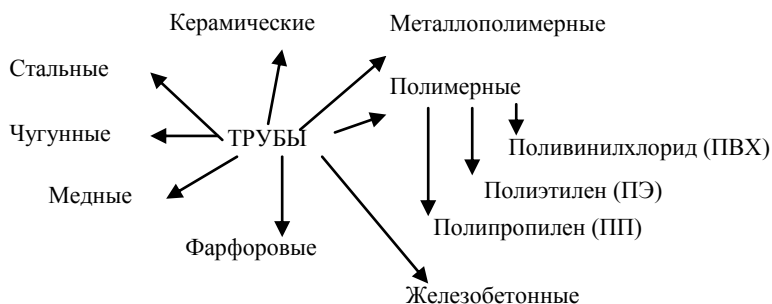 Керамические
Металлополимерные
Стальные
Полимерные
Чугунные
ТРУБЫ
Поливинилхлорид (ПВХ)
Медные
Полиэтилен (ПЭ)
Полипропилен (ПП)
Фарфоровые
Железобетонные